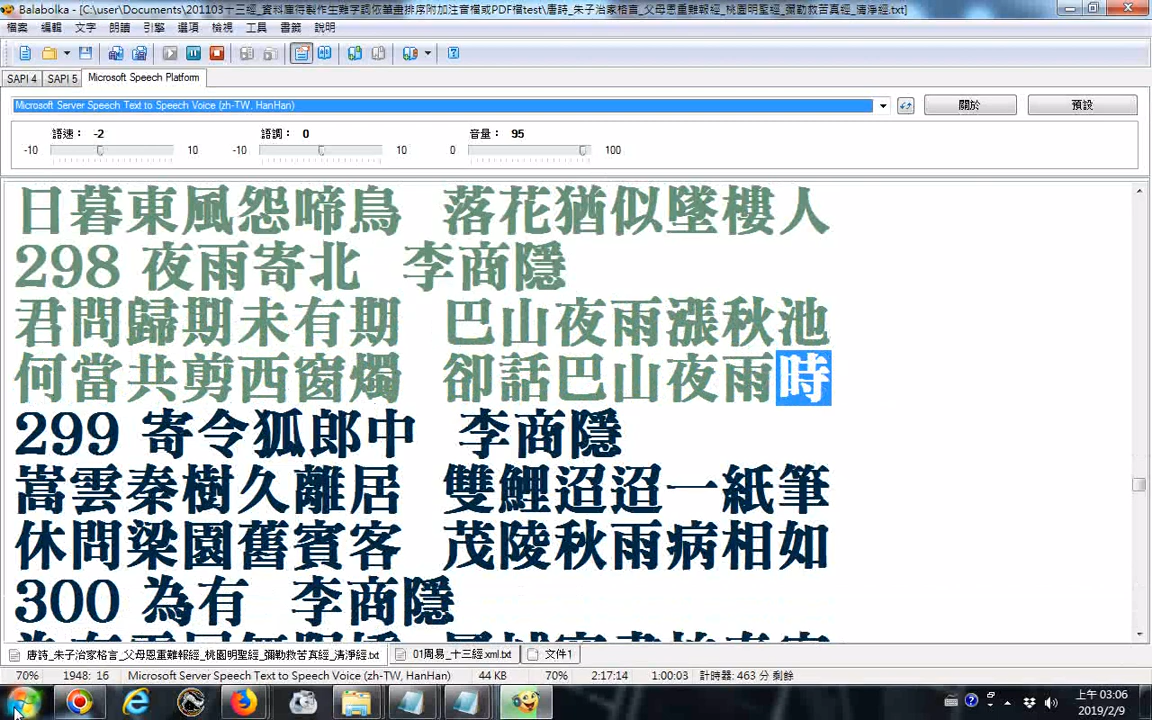 Balabolka - [C:\user\Documents\201103十三經_資料庫得製作生難字詞依筆畫排序附加注音檔或PDF檔test\唐詩_朱子治家格言_父母恩重難報經_桃園明聖經_彌勒救苦真經_清淨經.txt]
檔案 編輯 文字 朗讀 引擎 選項 檢視 工具 書籤 說明
SAPI 4 SAPI 5 Microsoft Speech Platform
Microsoft Server Speech Text to Speech Voice (zh-TW, HanHan) 關於 預設
語速： -2 語調： 0 音量： 95
-10 10 -10 10 0 100
日暮東風怨啼鳥 落花猶似墜樓人
298 夜雨寄北 李商隱
君問歸期未有期 巴山夜雨漲秋池
何當共剪西窗燭 卻話巴山夜雨時
299 寄令狐郎中 李商隱
嵩雲秦樹久離居 雙鯉迢迢一紙筆
休問梁園舊賓客 茂陵秋雨病相如
300 為有 李商隱
唐詩_朱子治家格言_父母恩重難報經_桃園明聖經_彌勒救苦真經_清淨經.txt 01周易_十三經.xml.txt 文件1
70% 1948: 16 Microsoft Server Speech Text to Speech Voice (zh-TW, HanHan) 44 KB 70% 2:17:14 1:00:03 計時器: 463 分 剩餘
上午 03:06
2019/2/9